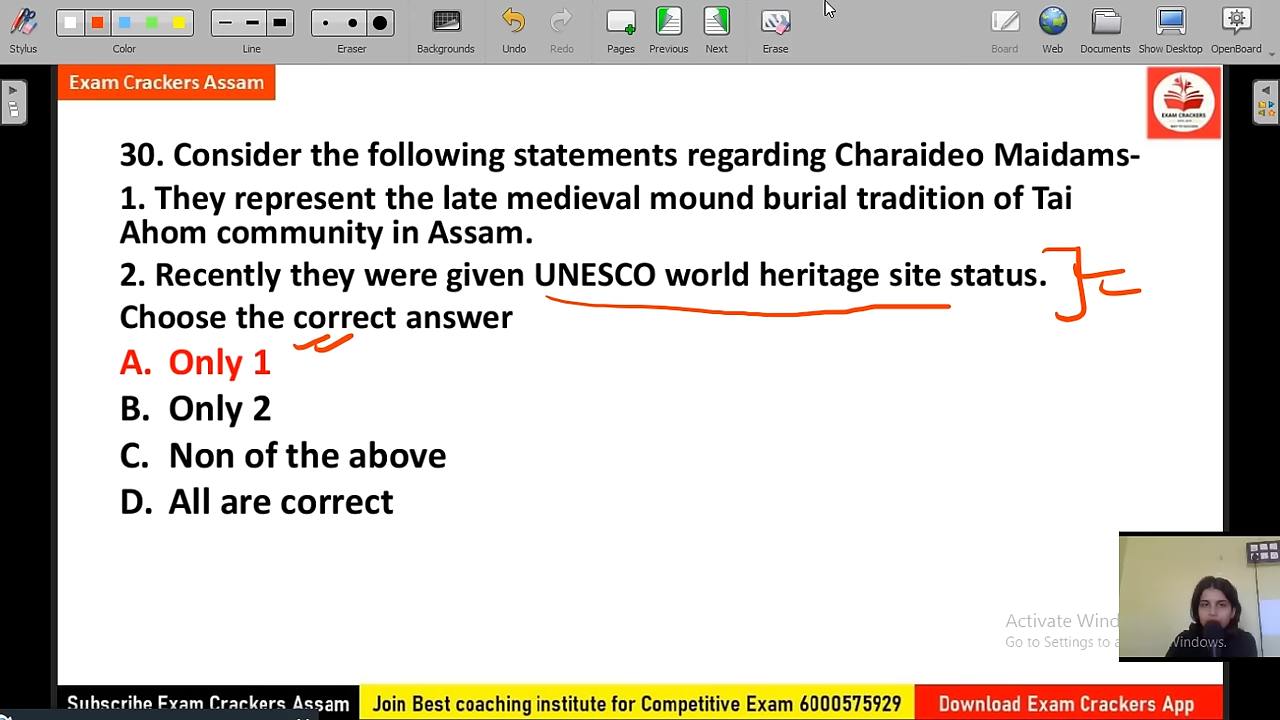 Stylus
Color
Line
Eraser
Backgrounds
Undo
Redo
Pages
Previous
Next
Erase
Board
Web
Documents
Show Desktop
OpenBoard
Exam Crackers Assam
EXAM CRACKERS
30. Consider the following statements regarding Charaideo Maidams-
1. They represent the late medieval mound burial tradition of Tai
Ahom community in Assam.
2. Recently they were given UNESCO world heritage site status.
Choose the correct answer
A. Only 1
B. Only 2
C. Non of the above
D. All are correct
Activate Wind
Go to Settings to a Windows.
Subscribe Exam Crackers Assam
Join Best coaching institute for Competitive Exam 6000575929
Download Exam Crackers App